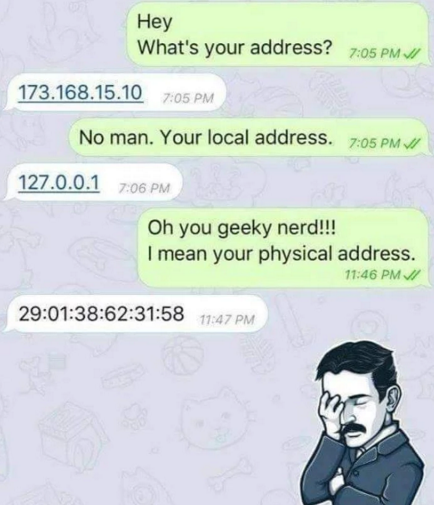 Hey
What's your address?
7:05 PM
173.168.15.10
7:05 PM
No man. Your local address.
7:05 PM
127.0.0.1
7:06 PM
Oh you geeky nerd!!!
I mean your physical address.
11:46 PM
29:01:38:62:31:58
11:47 PM